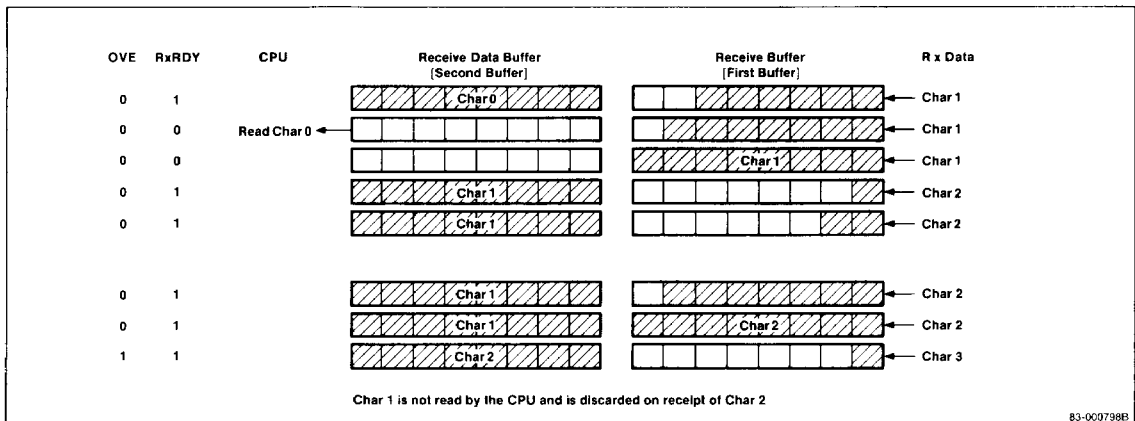 OVE RxRDY CPU Receive Data Buffer Receive Buffer R x Data
[Second Buffer] [First Buffer]
0 1 Char 0 Char 1
0 0 Read Char 0 Char 1
0 0 Char 1 Char 1
0 1 Char 1 Char 2
0 1 Char 1 Char 2
0 1 Char 1 Char 2
0 1 Char 1 Char 2 Char 2
1 1 Char 2 Char 3
Char 1 is not read by the CPU and is discarded on receipt of Char 2
83-000798B